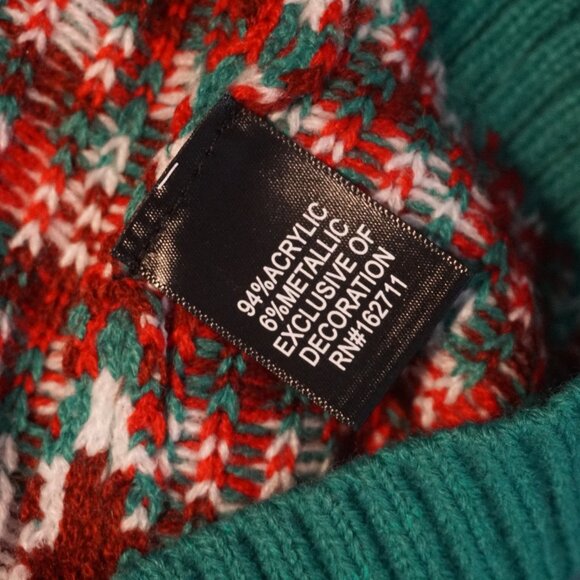 94%ACRYLIC
6%METALLIC
EXCLUSIVE OF
DECORATION
RN#162711